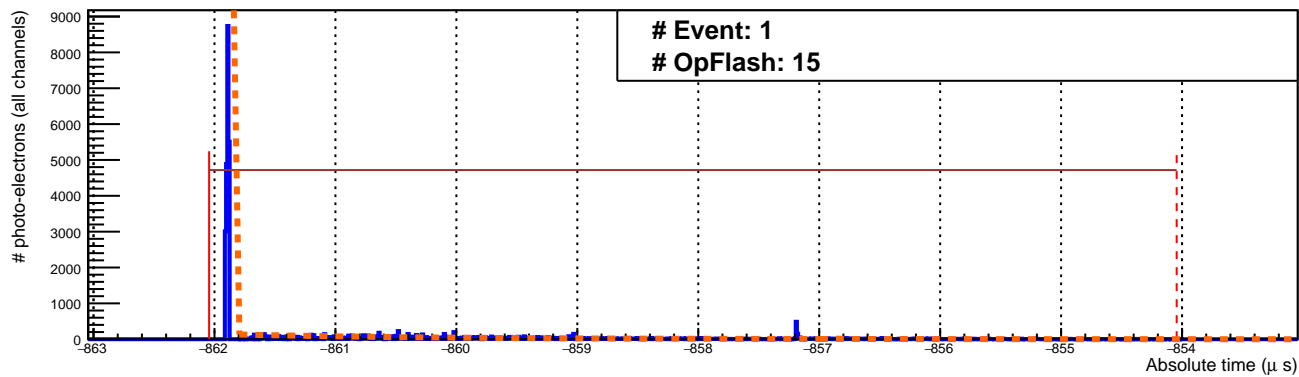 # Event: 1
# OpFlash: 15
# photo-electrons (all channels)
9000
8000
7000
6000
5000
4000
3000
2000
1000
0
−863 −862 −861 −860 −859 −858 −857 −856 −855 −854
Absolute time (μ s)